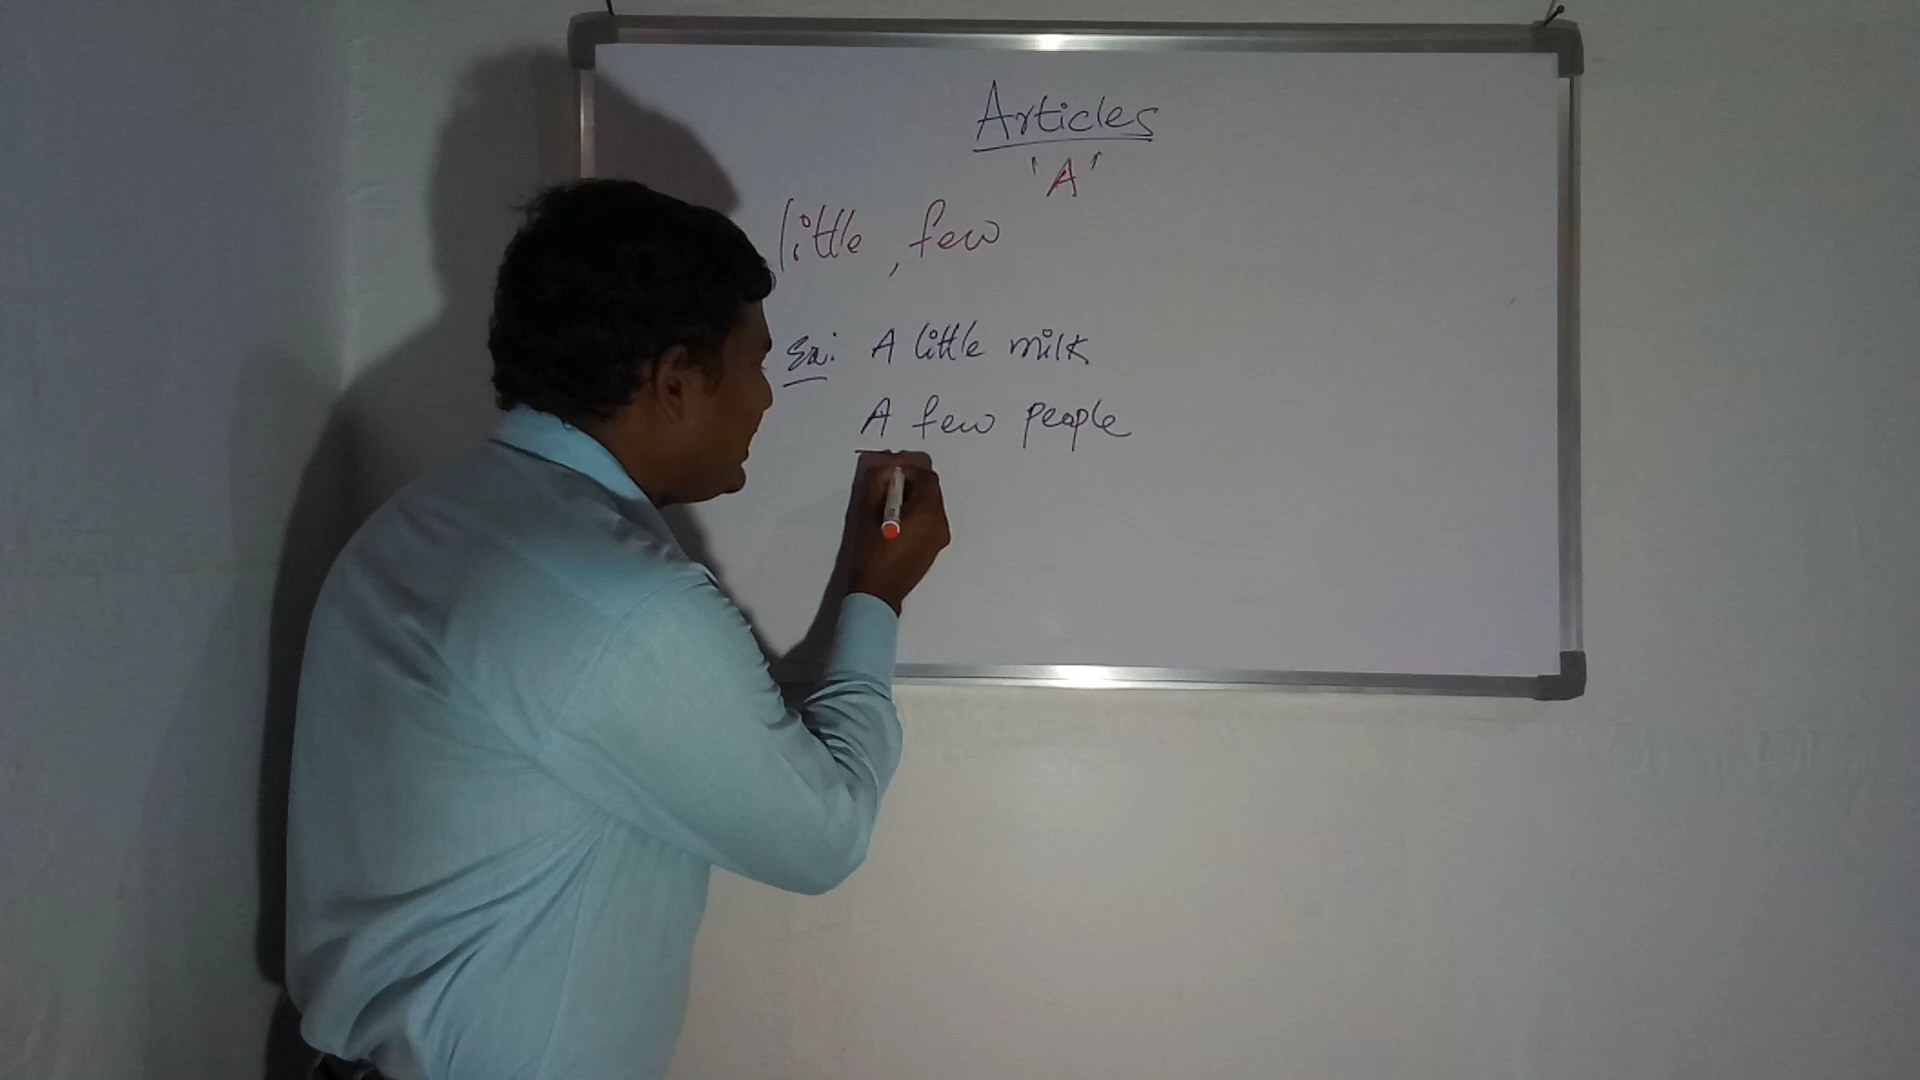 Articles
'A'
little, few
Ex: A little milk
A few people